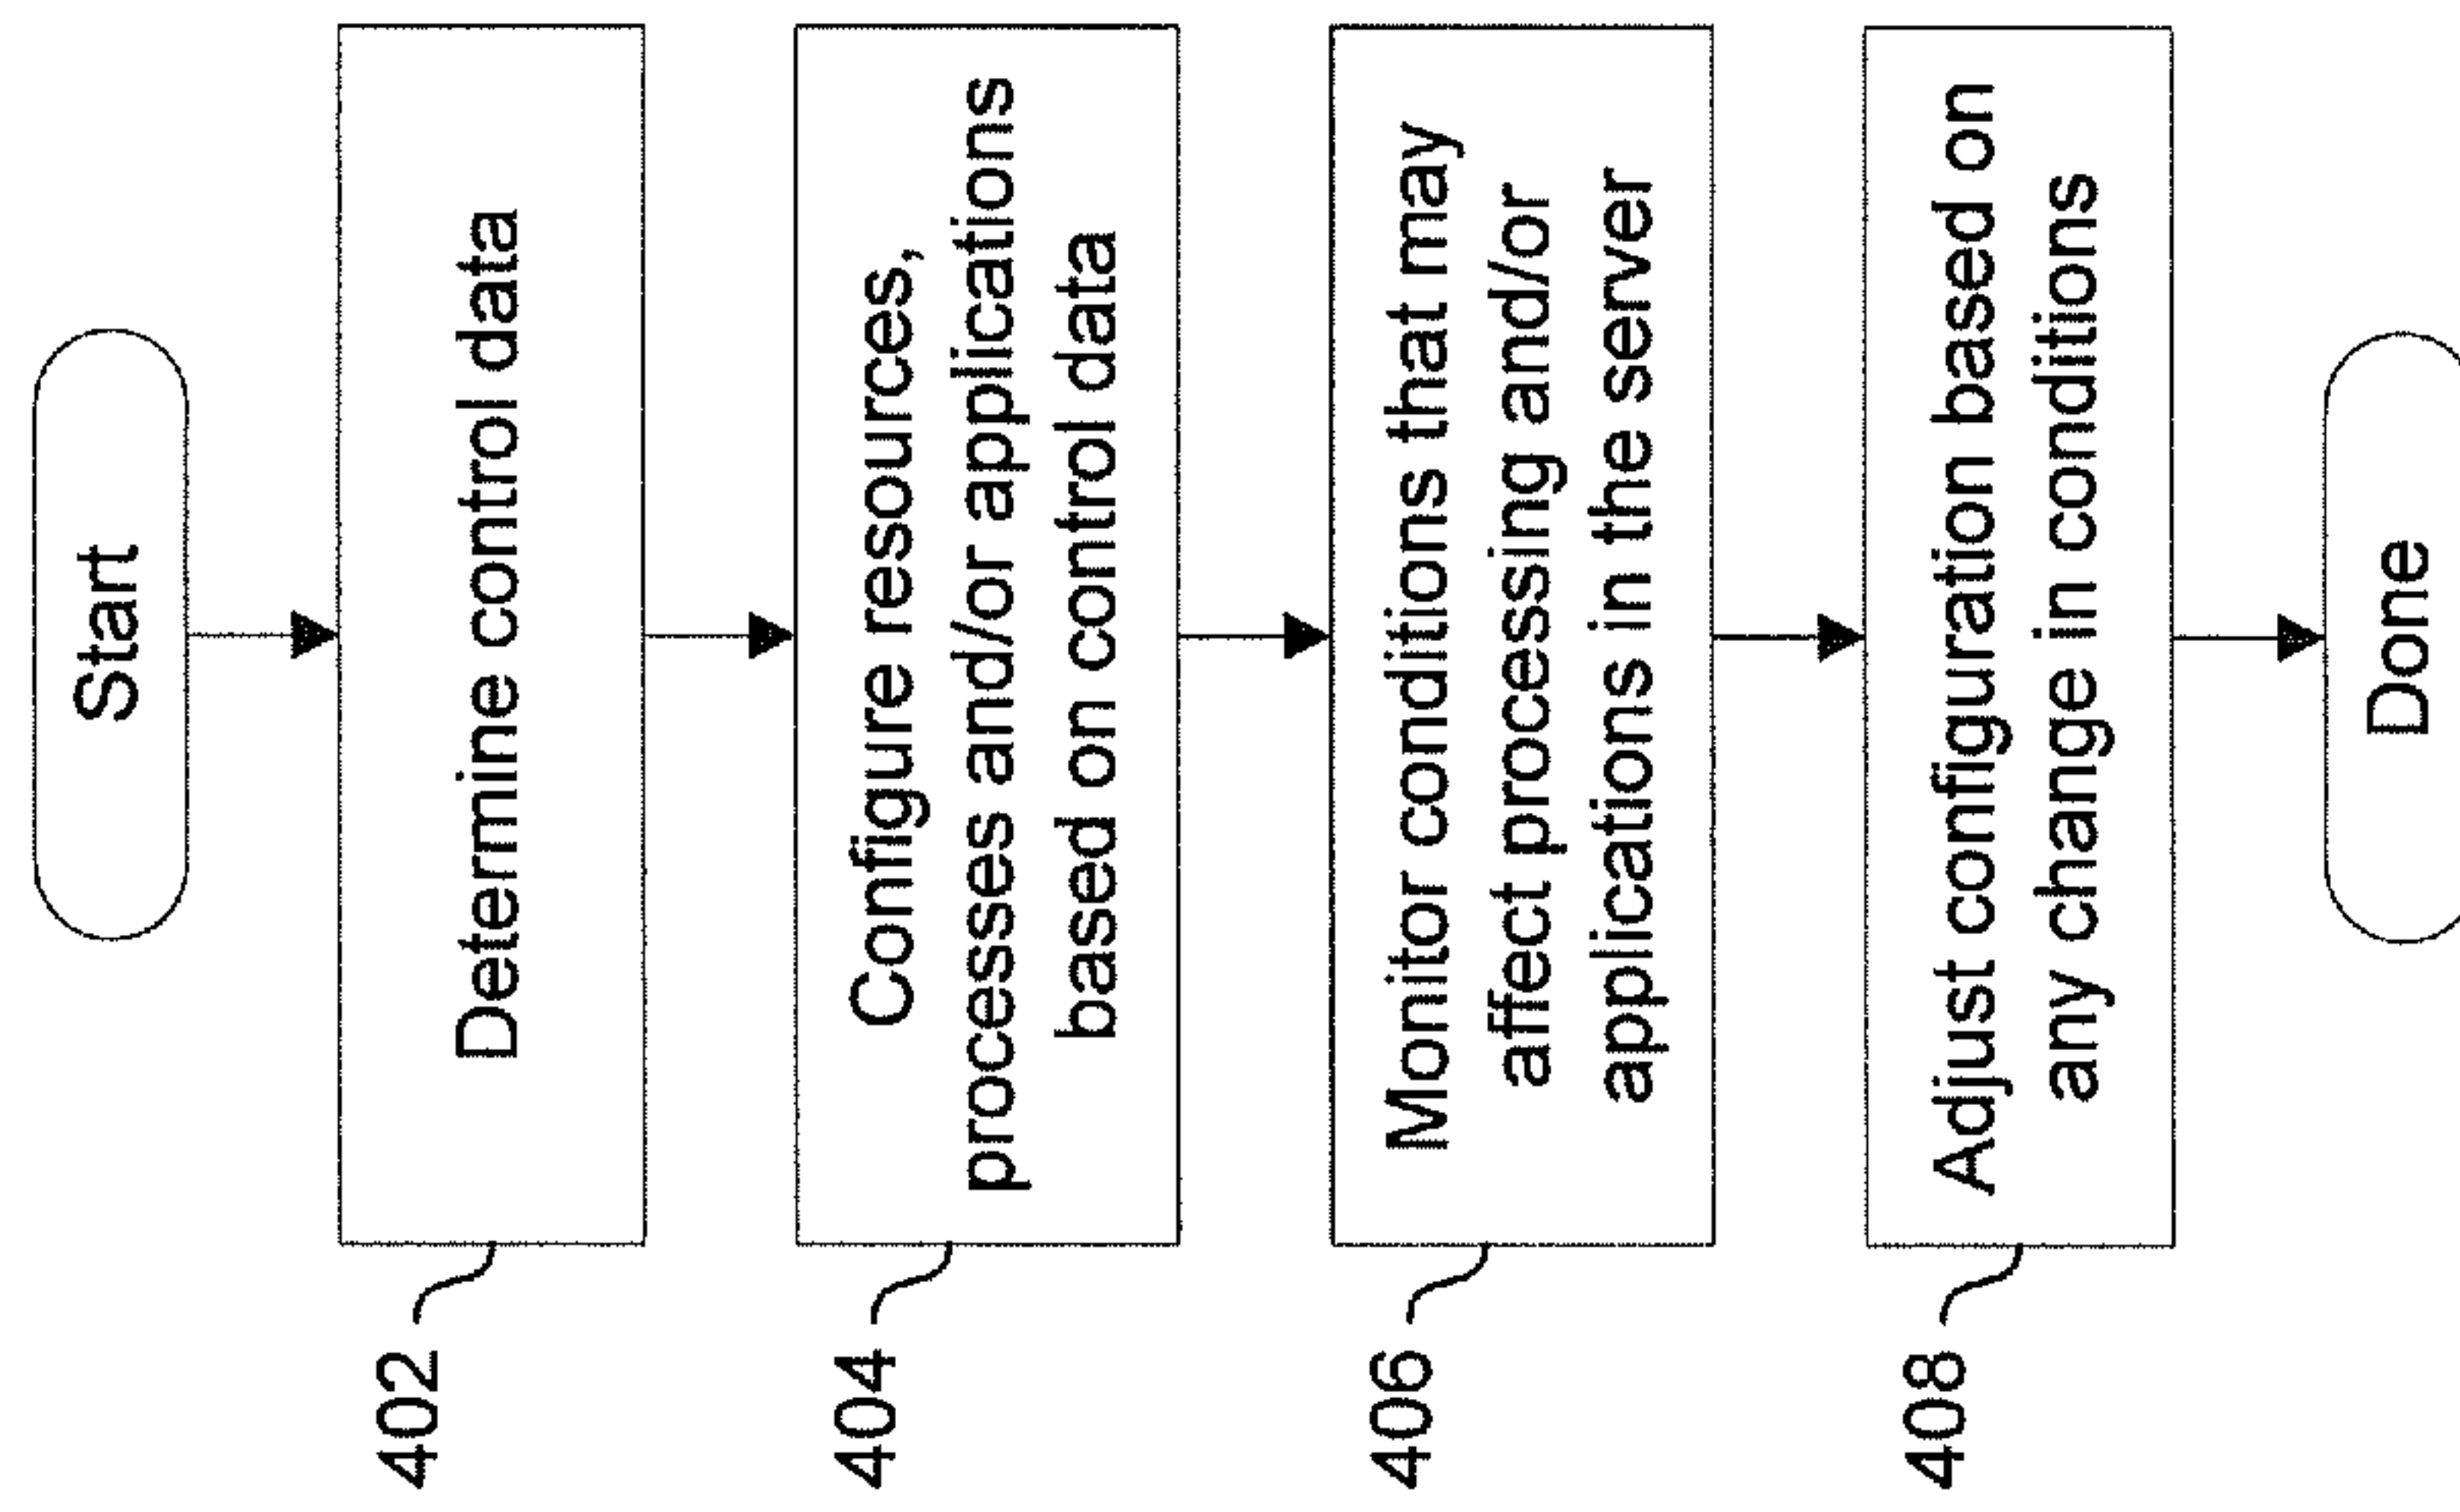 Start
402
Determine control data
404
Configure resources,
processes and/or applications
based on control data
406
Monitor conditions that may
affect processing and/or
applications in the server
408
Adjust configuration based on
any change in conditions
Done